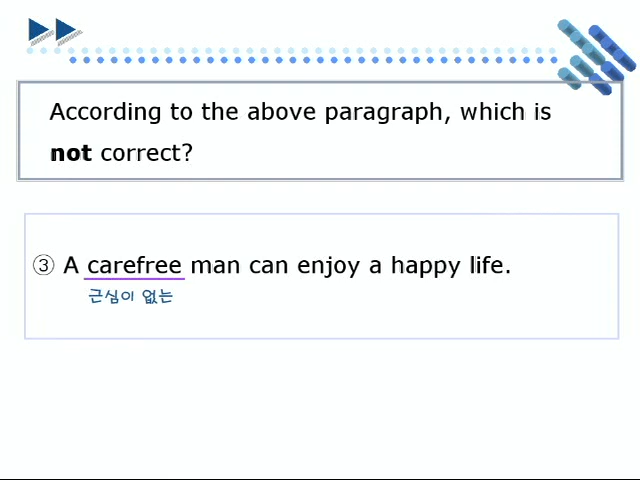 According to the above paragraph, which is
not correct?
③ A carefree man can enjoy a happy life.
근심이 없는